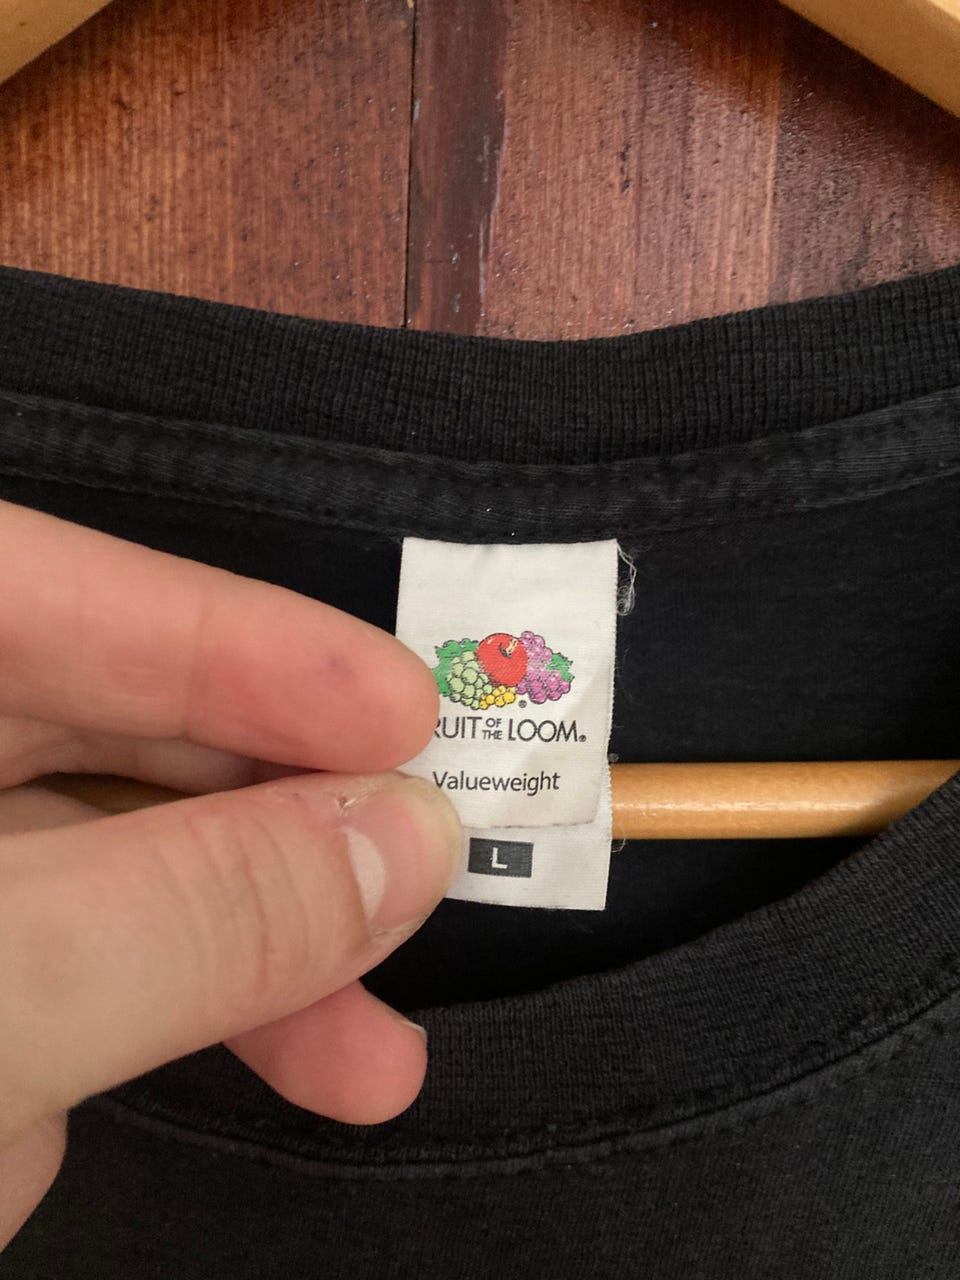 RUIT OF THE LOOM®
Valueweight
L